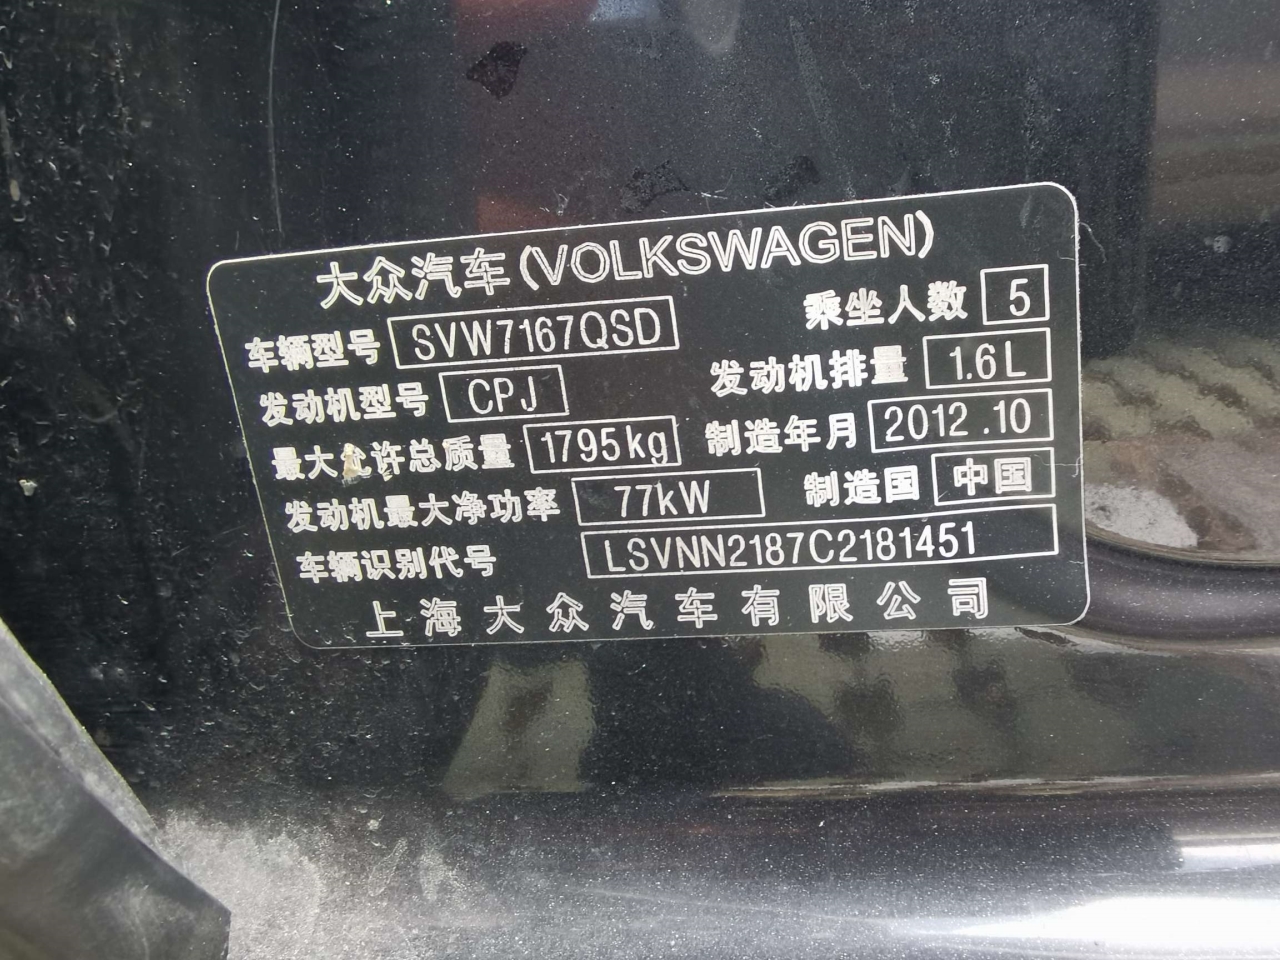 大众汽车(VOLKSWAGEN)
乘坐人数 5
车辆型号 SVW7167QSD
发动机排量 1.6L
发动机型号 CPJ
制造年月 2012.10
最大允许总质量 1795kg
制造国 中国
发动机最大净功率 77kW
车辆识别代号 LSVNN2187C2181451
上海大众汽车有限公司